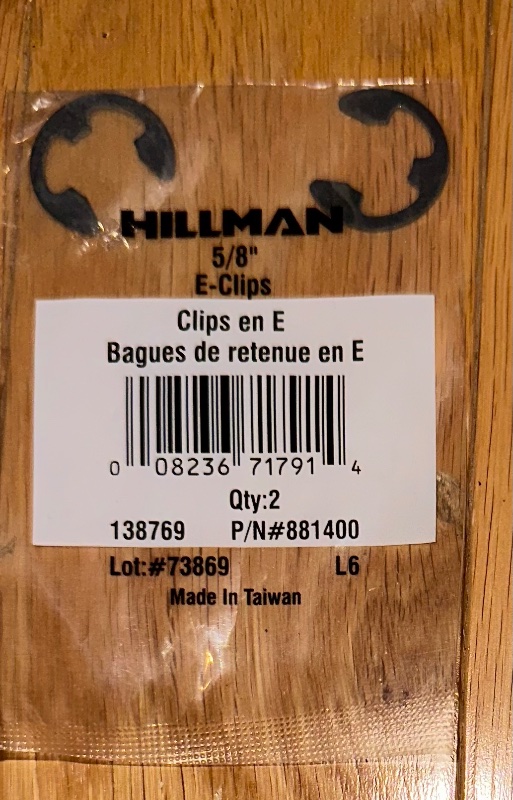 HILLMAN
5/8"
E-Clips
Clips en E
Bagues de retenue en E
0 08236 71791 4
Qty:2
138769 P/N#881400
Lot:#73869 L6
Made In Taiwan